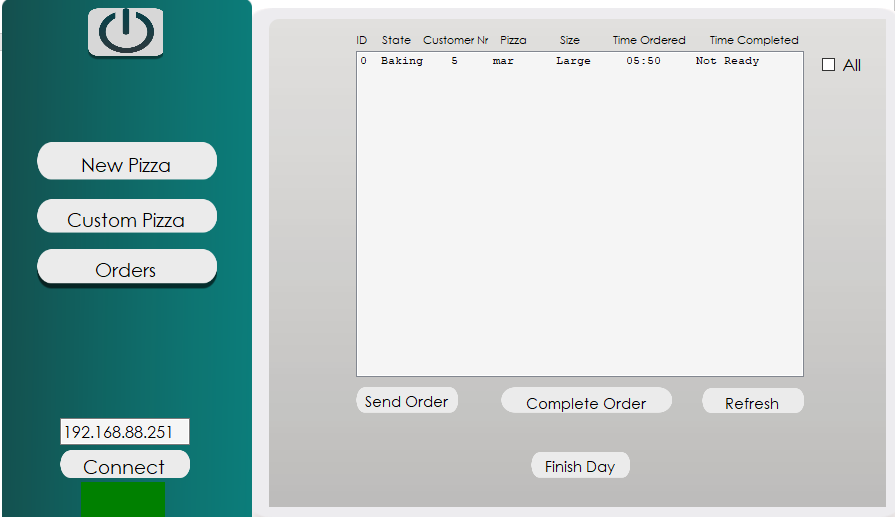 New Pizza
Custom Pizza
Orders
192.168.88.251
Connect
ID State Customer Nr Pizza Size Time Ordered Time Completed
0 Baking 5 mar Large 05:50 Not Ready
All
Send Order Complete Order Refresh
Finish Day